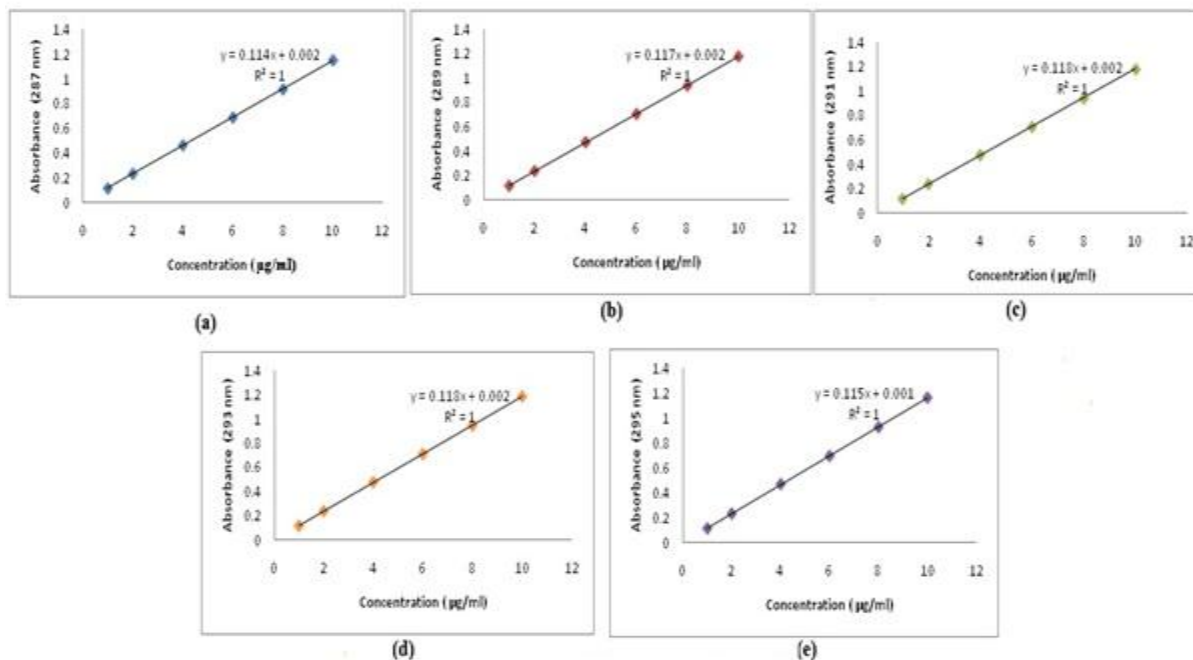 1.4
1.2
1
0.8
0.6
0.4
0.2
0
Absorbance (287 nm)
y = 0.114x + 0.002
R² = 1
0 2 4 6 8 10 12
Concentration (µg/ml)
(a)
1.4
1.2
1
0.8
0.6
0.4
0.2
0
Absorbance (289 nm)
y = 0.117x + 0.002
R² = 1
0 2 4 6 8 10 12
Concentration (µg/ml)
(b)
1.4
1.2
1
0.8
0.6
0.4
0.2
0
Absorbance (291 nm)
y = 0.118x + 0.002
R² = 1
0 2 4 6 8 10 12
Concentration (µg/ml)
(c)
1.4
1.2
1
0.8
0.6
0.4
0.2
0
Absorbance (293 nm)
y = 0.118x + 0.002
R² = 1
0 2 4 6 8 10 12
Concentration (µg/ml)
(d)
1.4
1.2
1
0.8
0.6
0.4
0.2
0
Absorbance (295 nm)
y = 0.115x + 0.001
R² = 1
0 2 4 6 8 10 12
Concentration (µg/ml)
(e)